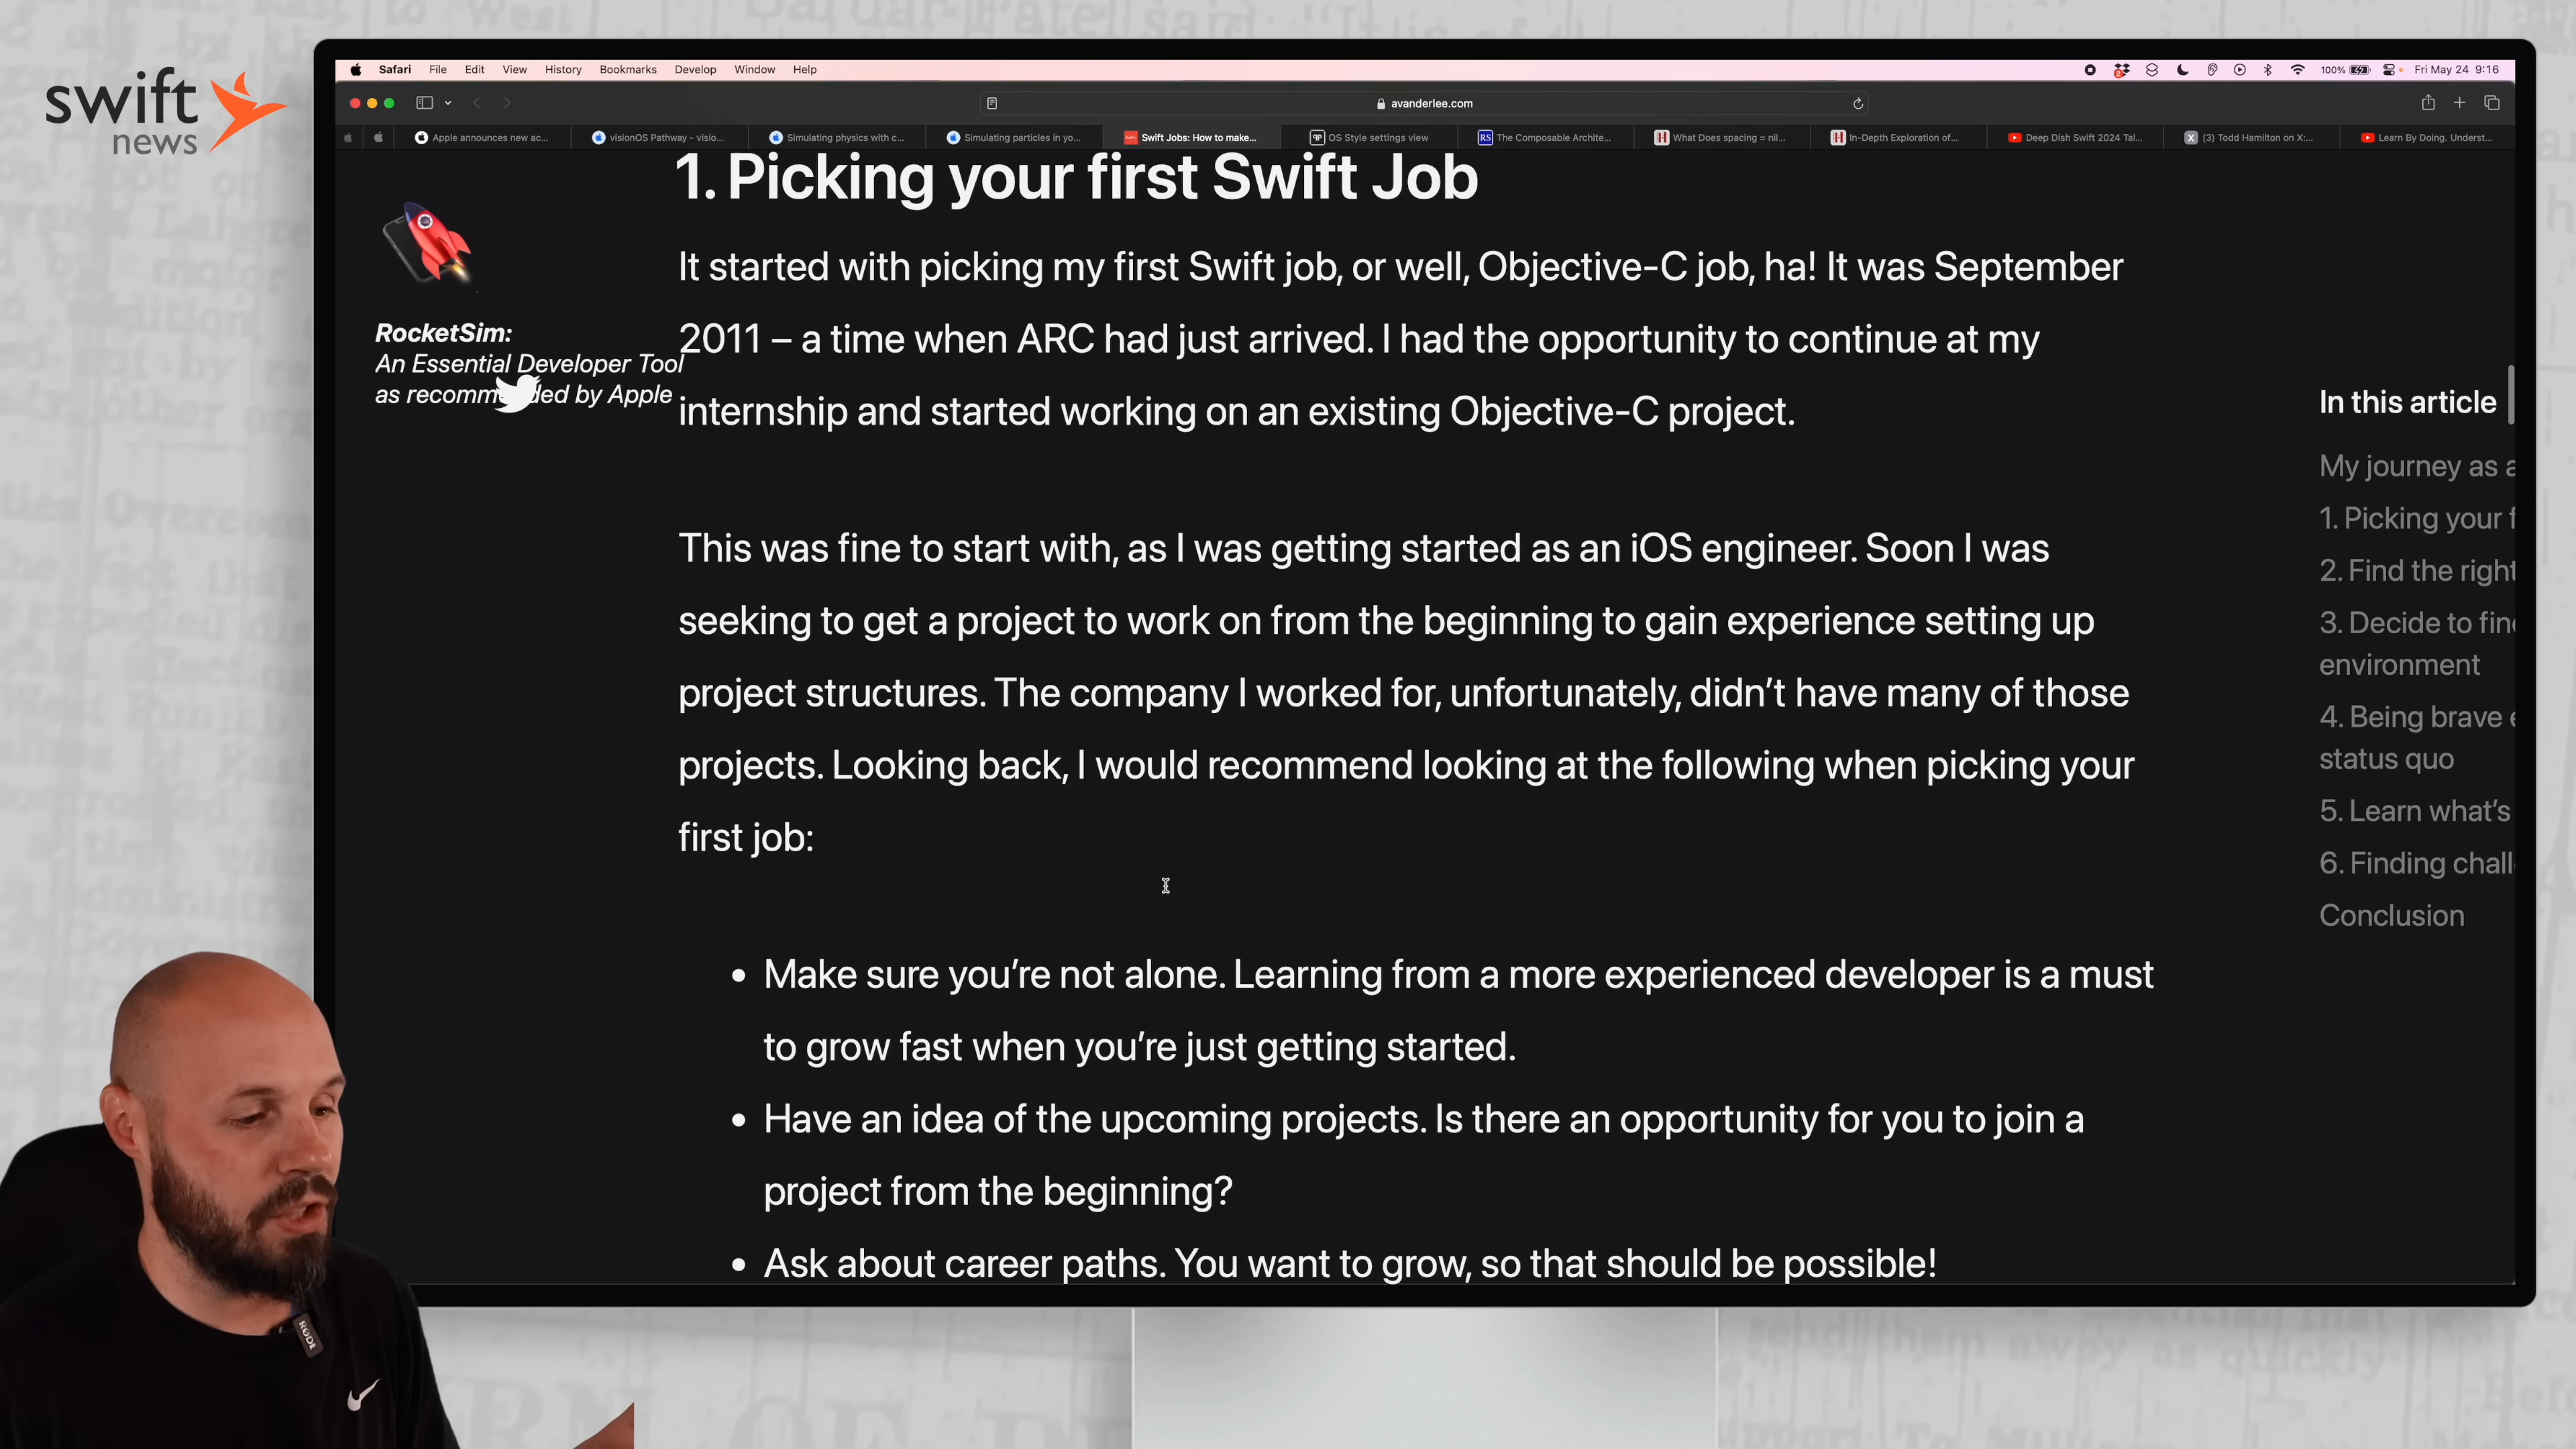 swift
news
Safari File Edit View History Bookmarks Develop Window Help
100% Fri May 24 9:16
avanderlee.com
Apple announces new ac...
visionOS Pathway - visio...
Simulating physics with c...
Simulating particles in yo...
Swift Jobs: How to make...
OS Style settings view
RS The Composable Archite...
What Does spacing = nil...
In-Depth Exploration of...
Deep Dish Swift 2024 Tal...
(3) Todd Hamilton on X:...
Learn By Doing. Underst...
1. Picking your first Swift Job
It started with picking my first Swift job, or well, Objective-C job, ha! It was September
2011 – a time when ARC had just arrived. I had the opportunity to continue at my
internship and started working on an existing Objective-C project.
This was fine to start with, as I was getting started as an iOS engineer. Soon I was
seeking to get a project to work on from the beginning to gain experience setting up
project structures. The company I worked for, unfortunately, didn’t have many of those
projects. Looking back, I would recommend looking at the following when picking your
first job:
• Make sure you’re not alone. Learning from a more experienced developer is a must
to grow fast when you’re just getting started.
• Have an idea of the upcoming projects. Is there an opportunity for you to join a
project from the beginning?
• Ask about career paths. You want to grow, so that should be possible!
RocketSim:
An Essential Developer Tool
as recommended by Apple
In this article
My journey as a
1. Picking your f
2. Find the right
3. Decide to fin
environment
4. Being brave e
status quo
5. Learn what’s
6. Finding chall
Conclusion
RØDE